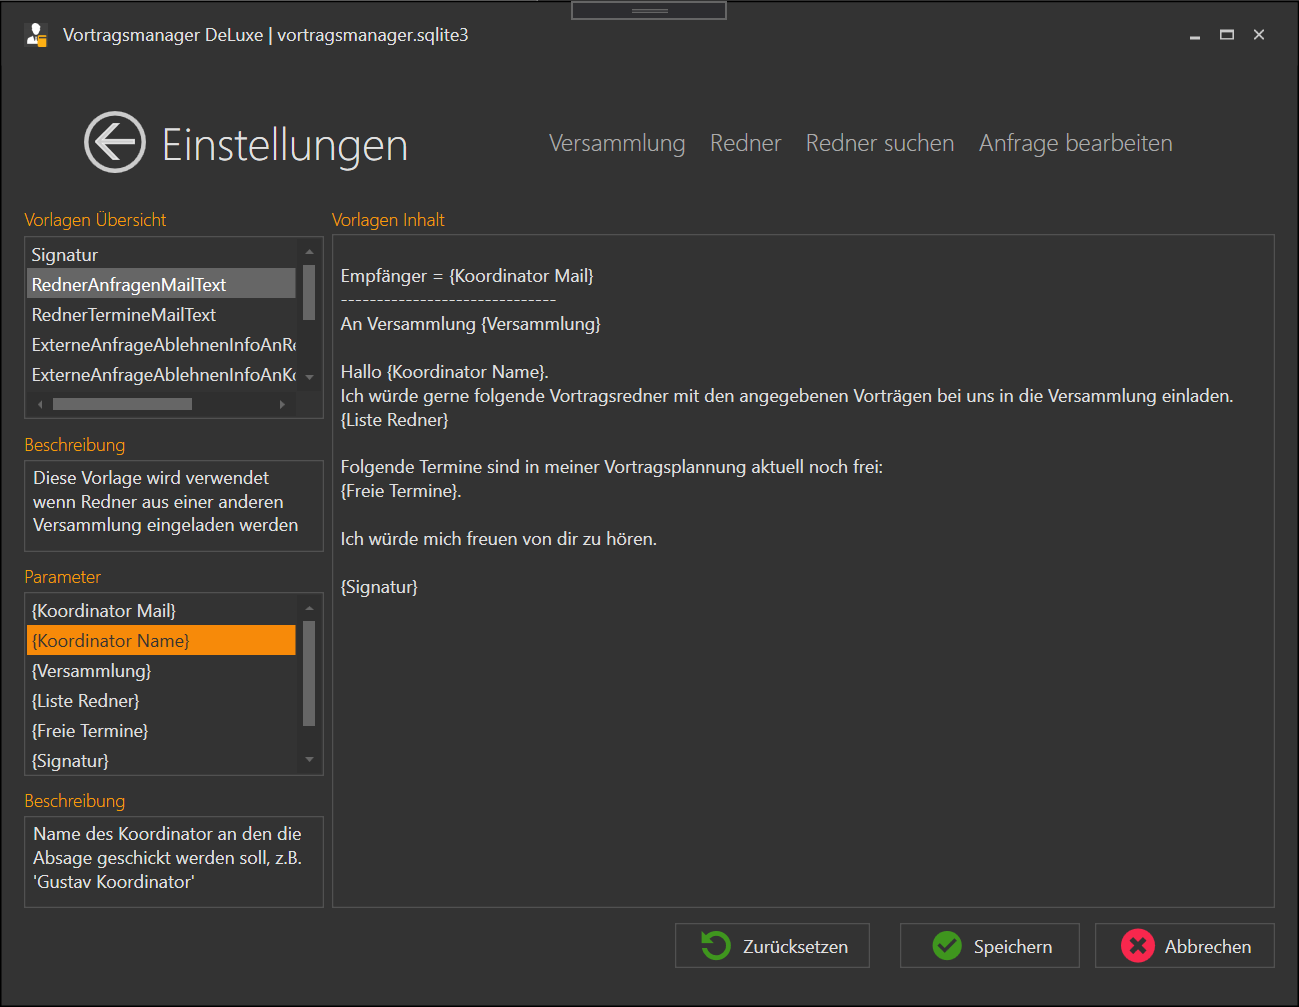 Vortragsmanager DeLuxe | vortragsmanager.sqlite3
Einstellungen
Versammlung Redner Redner suchen Anfrage bearbeiten
Vorlagen Übersicht
Signatur
RednerAnfragenMailText
RednerTermineMailText
ExterneAnfrageAblehnenInfoAnRe
ExterneAnfrageAblehnenInfoAnKo
Beschreibung
Diese Vorlage wird verwendet
wenn Redner aus einer anderen
Versammlung eingeladen werden
Parameter
{Koordinator Mail}
{Koordinator Name}
{Versammlung}
{Liste Redner}
{Freie Termine}
{Signatur}
Beschreibung
Name des Koordinator an den die
Absage geschickt werden soll, z.B.
'Gustav Koordinator'
Vorlagen Inhalt
Empfänger = {Koordinator Mail}
------------------------------
An Versammlung {Versammlung}
Hallo {Koordinator Name}.
Ich würde gerne folgende Vortragsredner mit den angegebenen Vorträgen bei uns in die Versammlung einladen.
{Liste Redner}
Folgende Termine sind in meiner Vortragsplannung aktuell noch frei:
{Freie Termine}.
Ich würde mich freuen von dir zu hören.
{Signatur}
Zurücksetzen
Speichern
Abbrechen